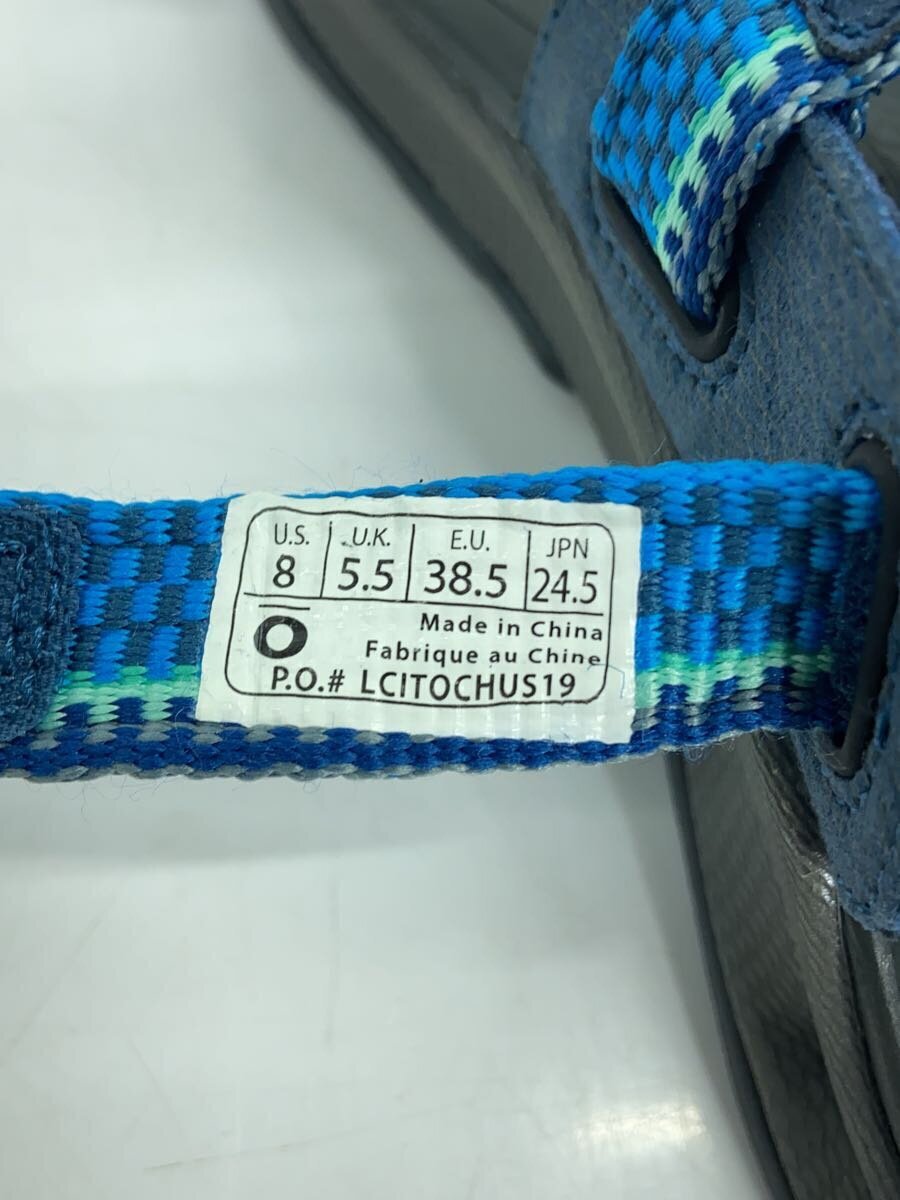 U.S. U.K. E.U. JPN
8 5.5 38.5 24.5
O Made in China
Fabrique au Chine
P.O.# LCITOCHUS19